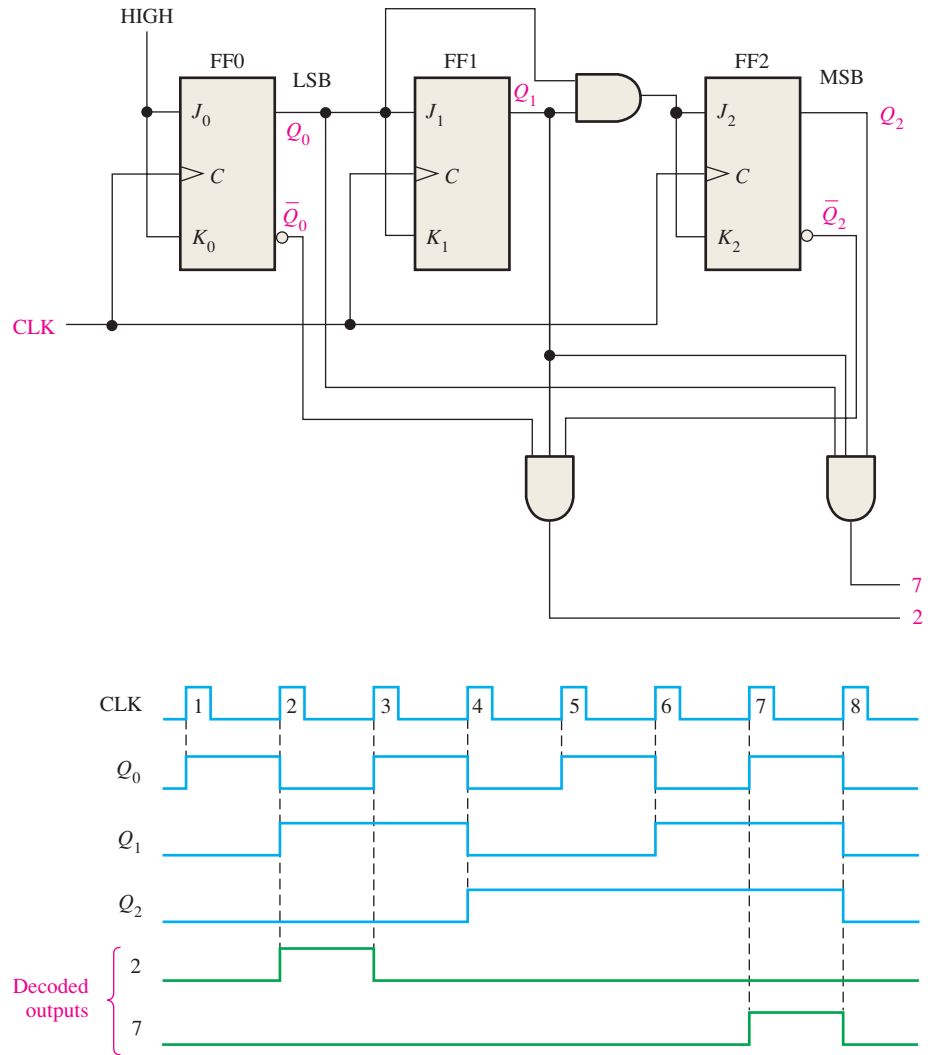 HIGH
FF0 LSB FF1 FF2 MSB
J0 Q0 J1 Q1 J2 Q2
C C C
K0 Q̄0 K1 K2 Q̄2
CLK
7
2
CLK 1 2 3 4 5 6 7 8
Q0
Q1
Q2
Decoded
outputs
2
7